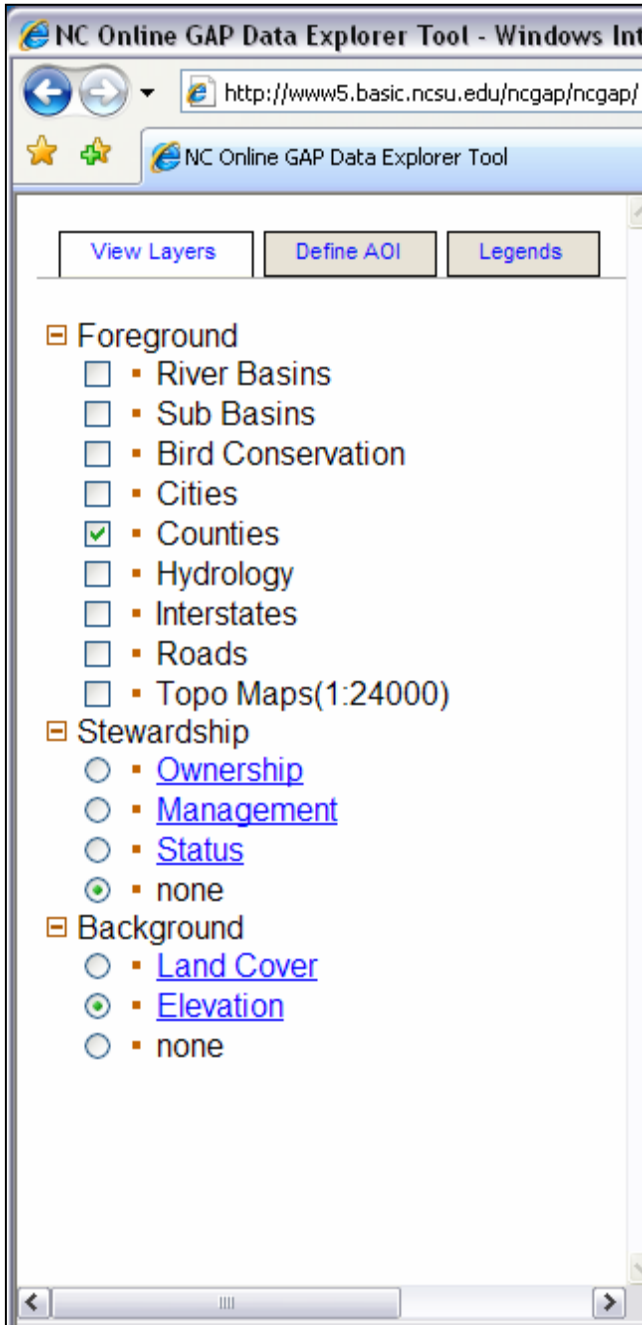 NC Online GAP Data Explorer Tool - Windows Int
http://www5.basic.ncsu.edu/ncgap/ncgap/
NC Online GAP Data Explorer Tool
View Layers Define AOI Legends
Foreground
River Basins
Sub Basins
Bird Conservation
Cities
Counties
Hydrology
Interstates
Roads
Topo Maps(1:24000)
Stewardship
Ownership
Management
Status
none
Background
Land Cover
Elevation
none